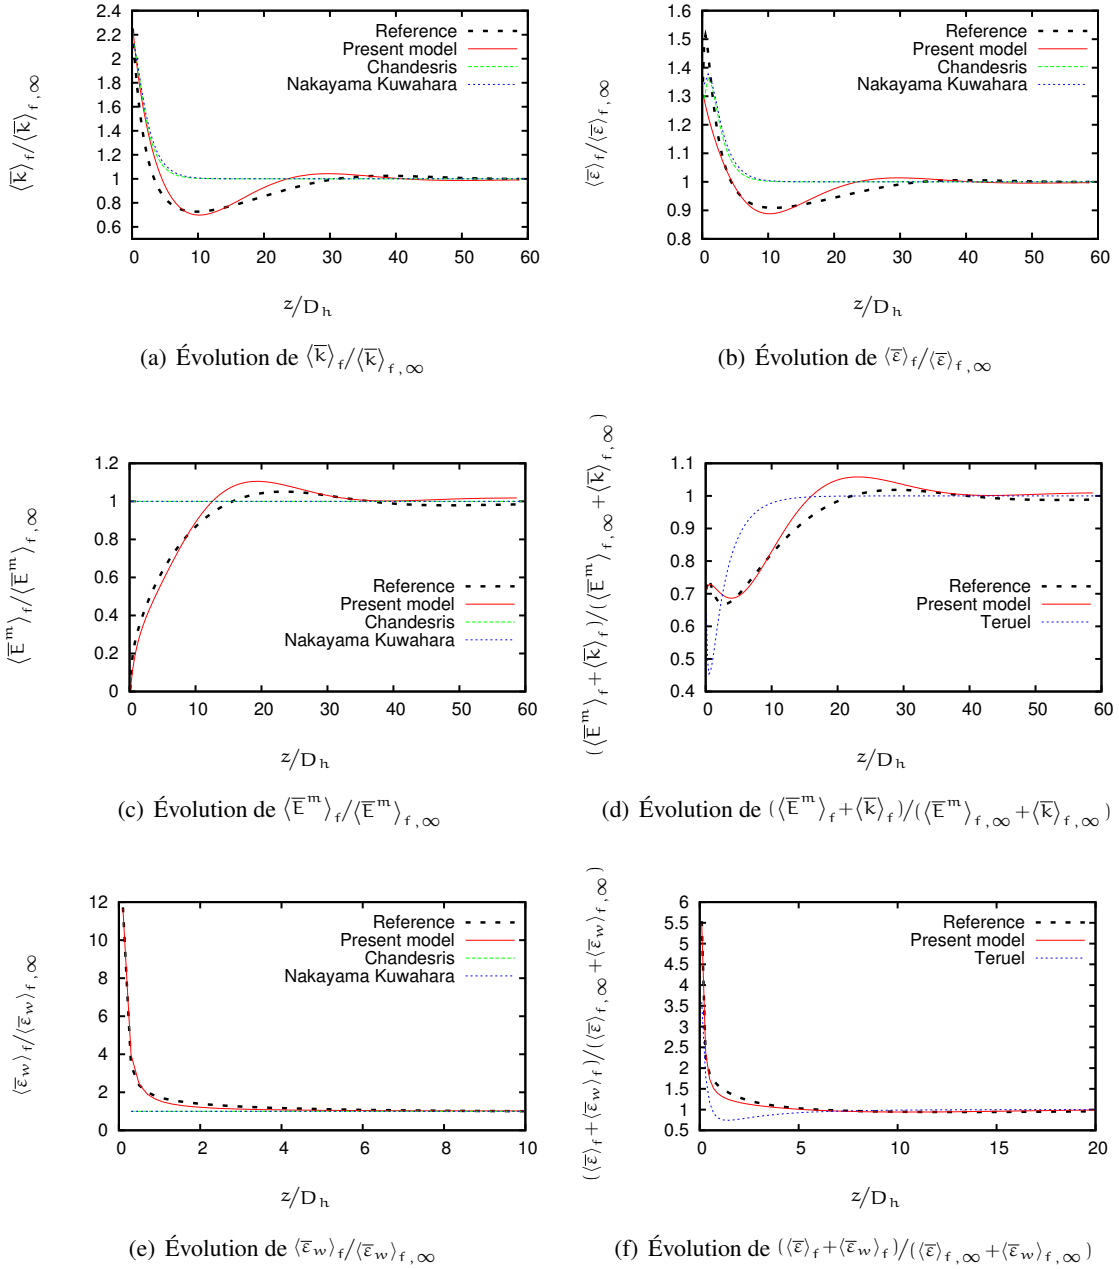 2.4
2.2
2
1.8
1.6
1.4
1.2
1
0.8
0.6
0 10 20 30 40 50 60
⟨k̅⟩f/⟨k̅⟩f,∞
z/Dh
Reference
Present model
Chandesris
Nakayama Kuwahara
(a) Évolution de ⟨k̅⟩f/⟨k̅⟩f,∞
1.6
1.5
1.4
1.3
1.2
1.1
1
0.9
0.8
0 10 20 30 40 50 60
⟨ε̅⟩f/⟨ε̅⟩f,∞
z/Dh
Reference
Present model
Chandesris
Nakayama Kuwahara
(b) Évolution de ⟨ε̅⟩f/⟨ε̅⟩f,∞
1.2
1
0.8
0.6
0.4
0.2
0
0 10 20 30 40 50 60
⟨E̅m⟩f/⟨E̅m⟩f,∞
z/Dh
Reference
Present model
Chandesris
Nakayama Kuwahara
(c) Évolution de ⟨E̅m⟩f/⟨E̅m⟩f,∞
1.1
1
0.9
0.8
0.7
0.6
0.5
0.4
0 10 20 30 40 50 60
(⟨E̅m⟩f+⟨k̅⟩f)/(⟨E̅m⟩f,∞+⟨k̅⟩f,∞)
z/Dh
Reference
Present model
Teruel
(d) Évolution de (⟨E̅m⟩f+⟨k̅⟩f)/(⟨E̅m⟩f,∞+⟨k̅⟩f,∞)
12
10
8
6
4
2
0
0 2 4 6 8 10
⟨ε̅w⟩f/⟨ε̅w⟩f,∞
z/Dh
Reference
Present model
Chandesris
Nakayama Kuwahara
(e) Évolution de ⟨ε̅w⟩f/⟨ε̅w⟩f,∞
6
5.5
5
4.5
4
3.5
3
2.5
2
1.5
1
0.5
0 5 10 15 20
(⟨ε̅⟩f+⟨ε̅w⟩f)/(⟨ε̅⟩f,∞+⟨ε̅w⟩f,∞)
z/Dh
Reference
Present model
Teruel
(f) Évolution de (⟨ε̅⟩f+⟨ε̅w⟩f)/(⟨ε̅⟩f,∞+⟨ε̅w⟩f,∞)